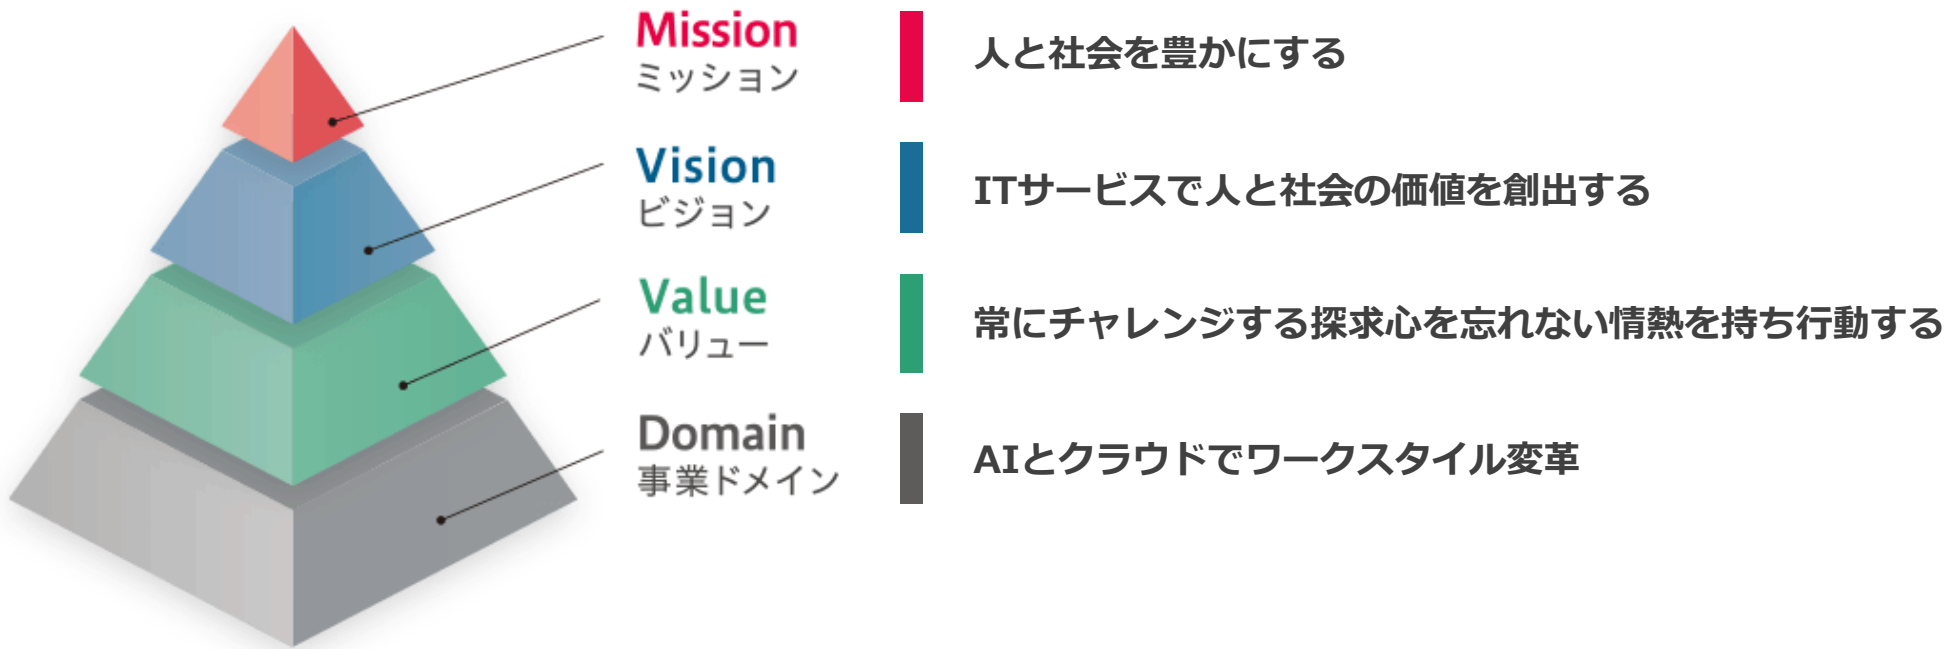 Mission
ミッション
人と社会を豊かにする
Vision
ビジョン
ITサービスで人と社会の価値を創出する
Value
バリュー
常にチャレンジする探求心を忘れない情熱を持ち行動する
Domain
事業ドメイン
AIとクラウドでワークスタイル変革